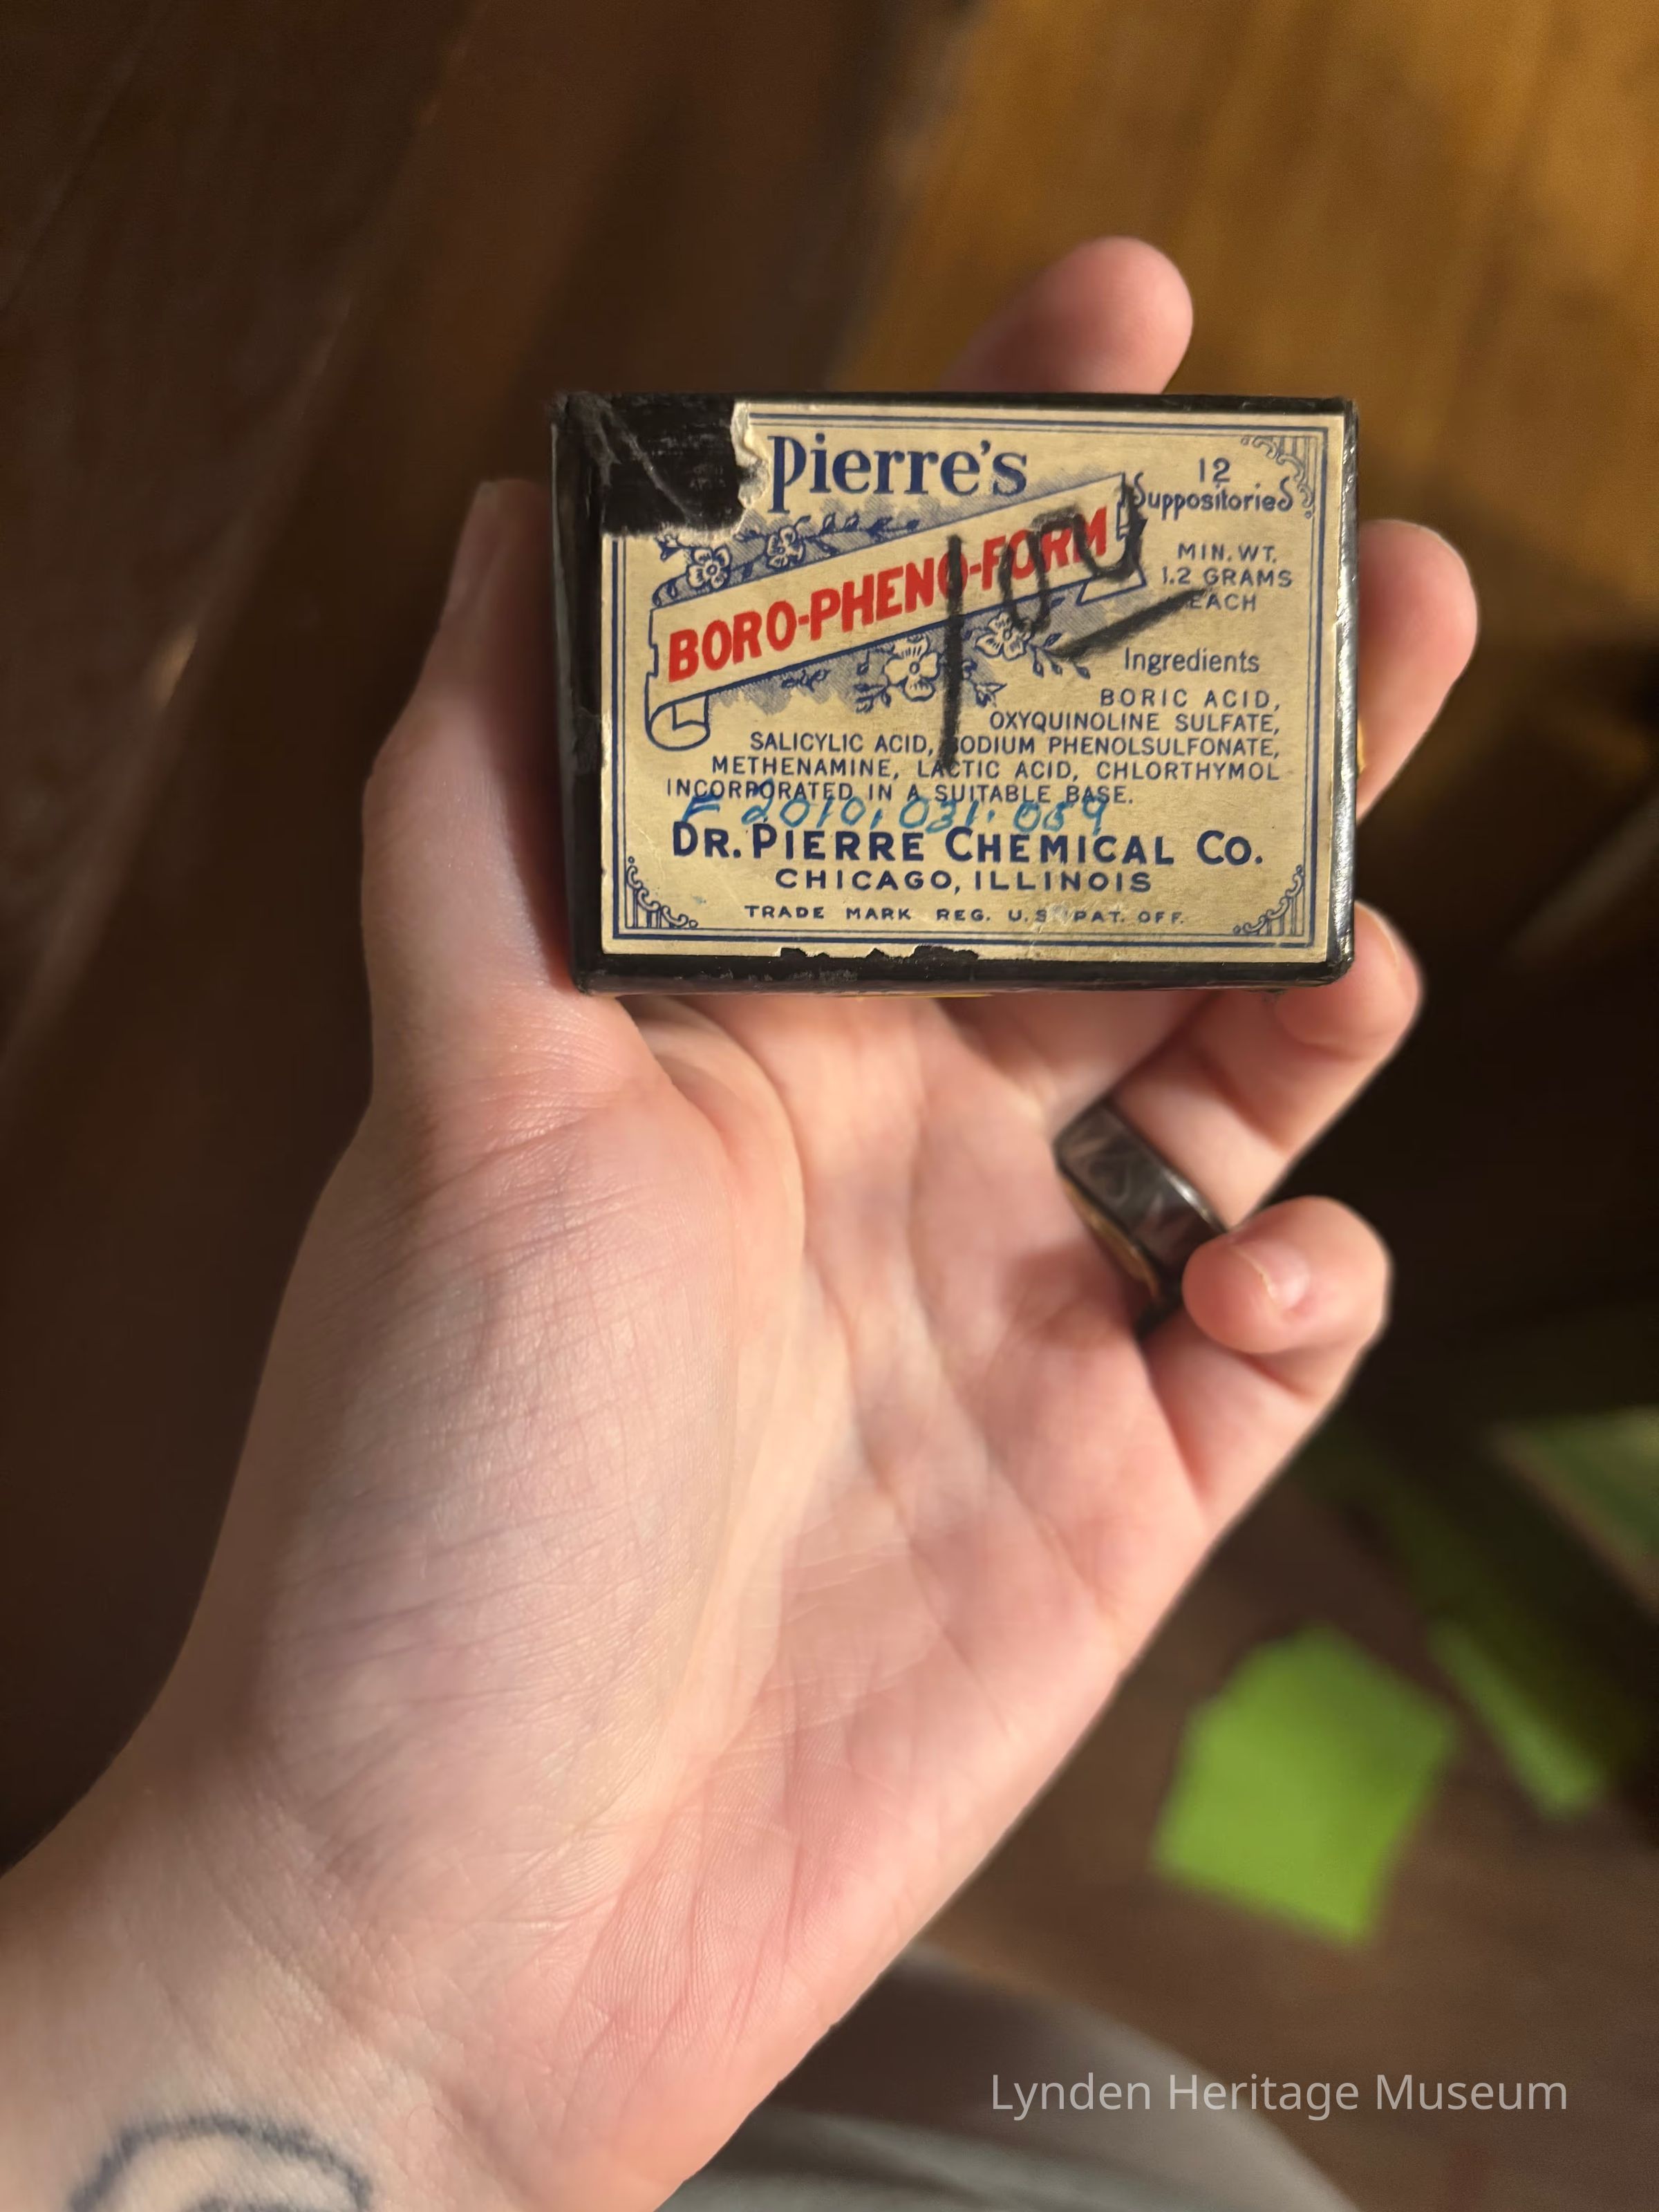 Pierre's
BORO-PHENO-FORM
12
Suppositories
MIN. WT.
1.2 GRAMS
EACH
Ingredients
BORIC ACID,
OXYQUINOLINE SULFATE,
SALICYLIC ACID, SODIUM PHENOLSULFONATE,
METHENAMINE, LACTIC ACID, CHLORTHYMOL
INCORPORATED IN A SUITABLE BASE.
F 2010.031.059
DR. PIERRE CHEMICAL CO.
CHICAGO, ILLINOIS
TRADE MARK REG. U.S. PAT. OFF.
Lynden Heritage Museum